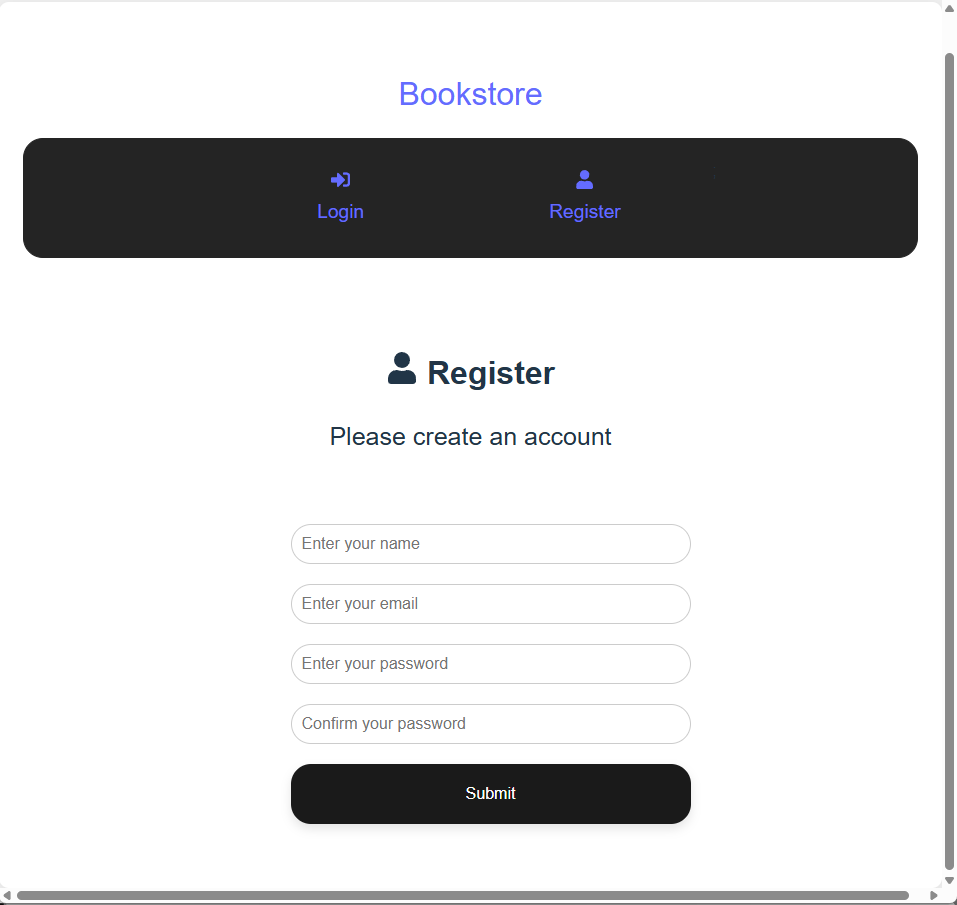 Bookstore
Login Register
Register
Please create an account
Enter your name
Enter your email
Enter your password
Confirm your password
Submit